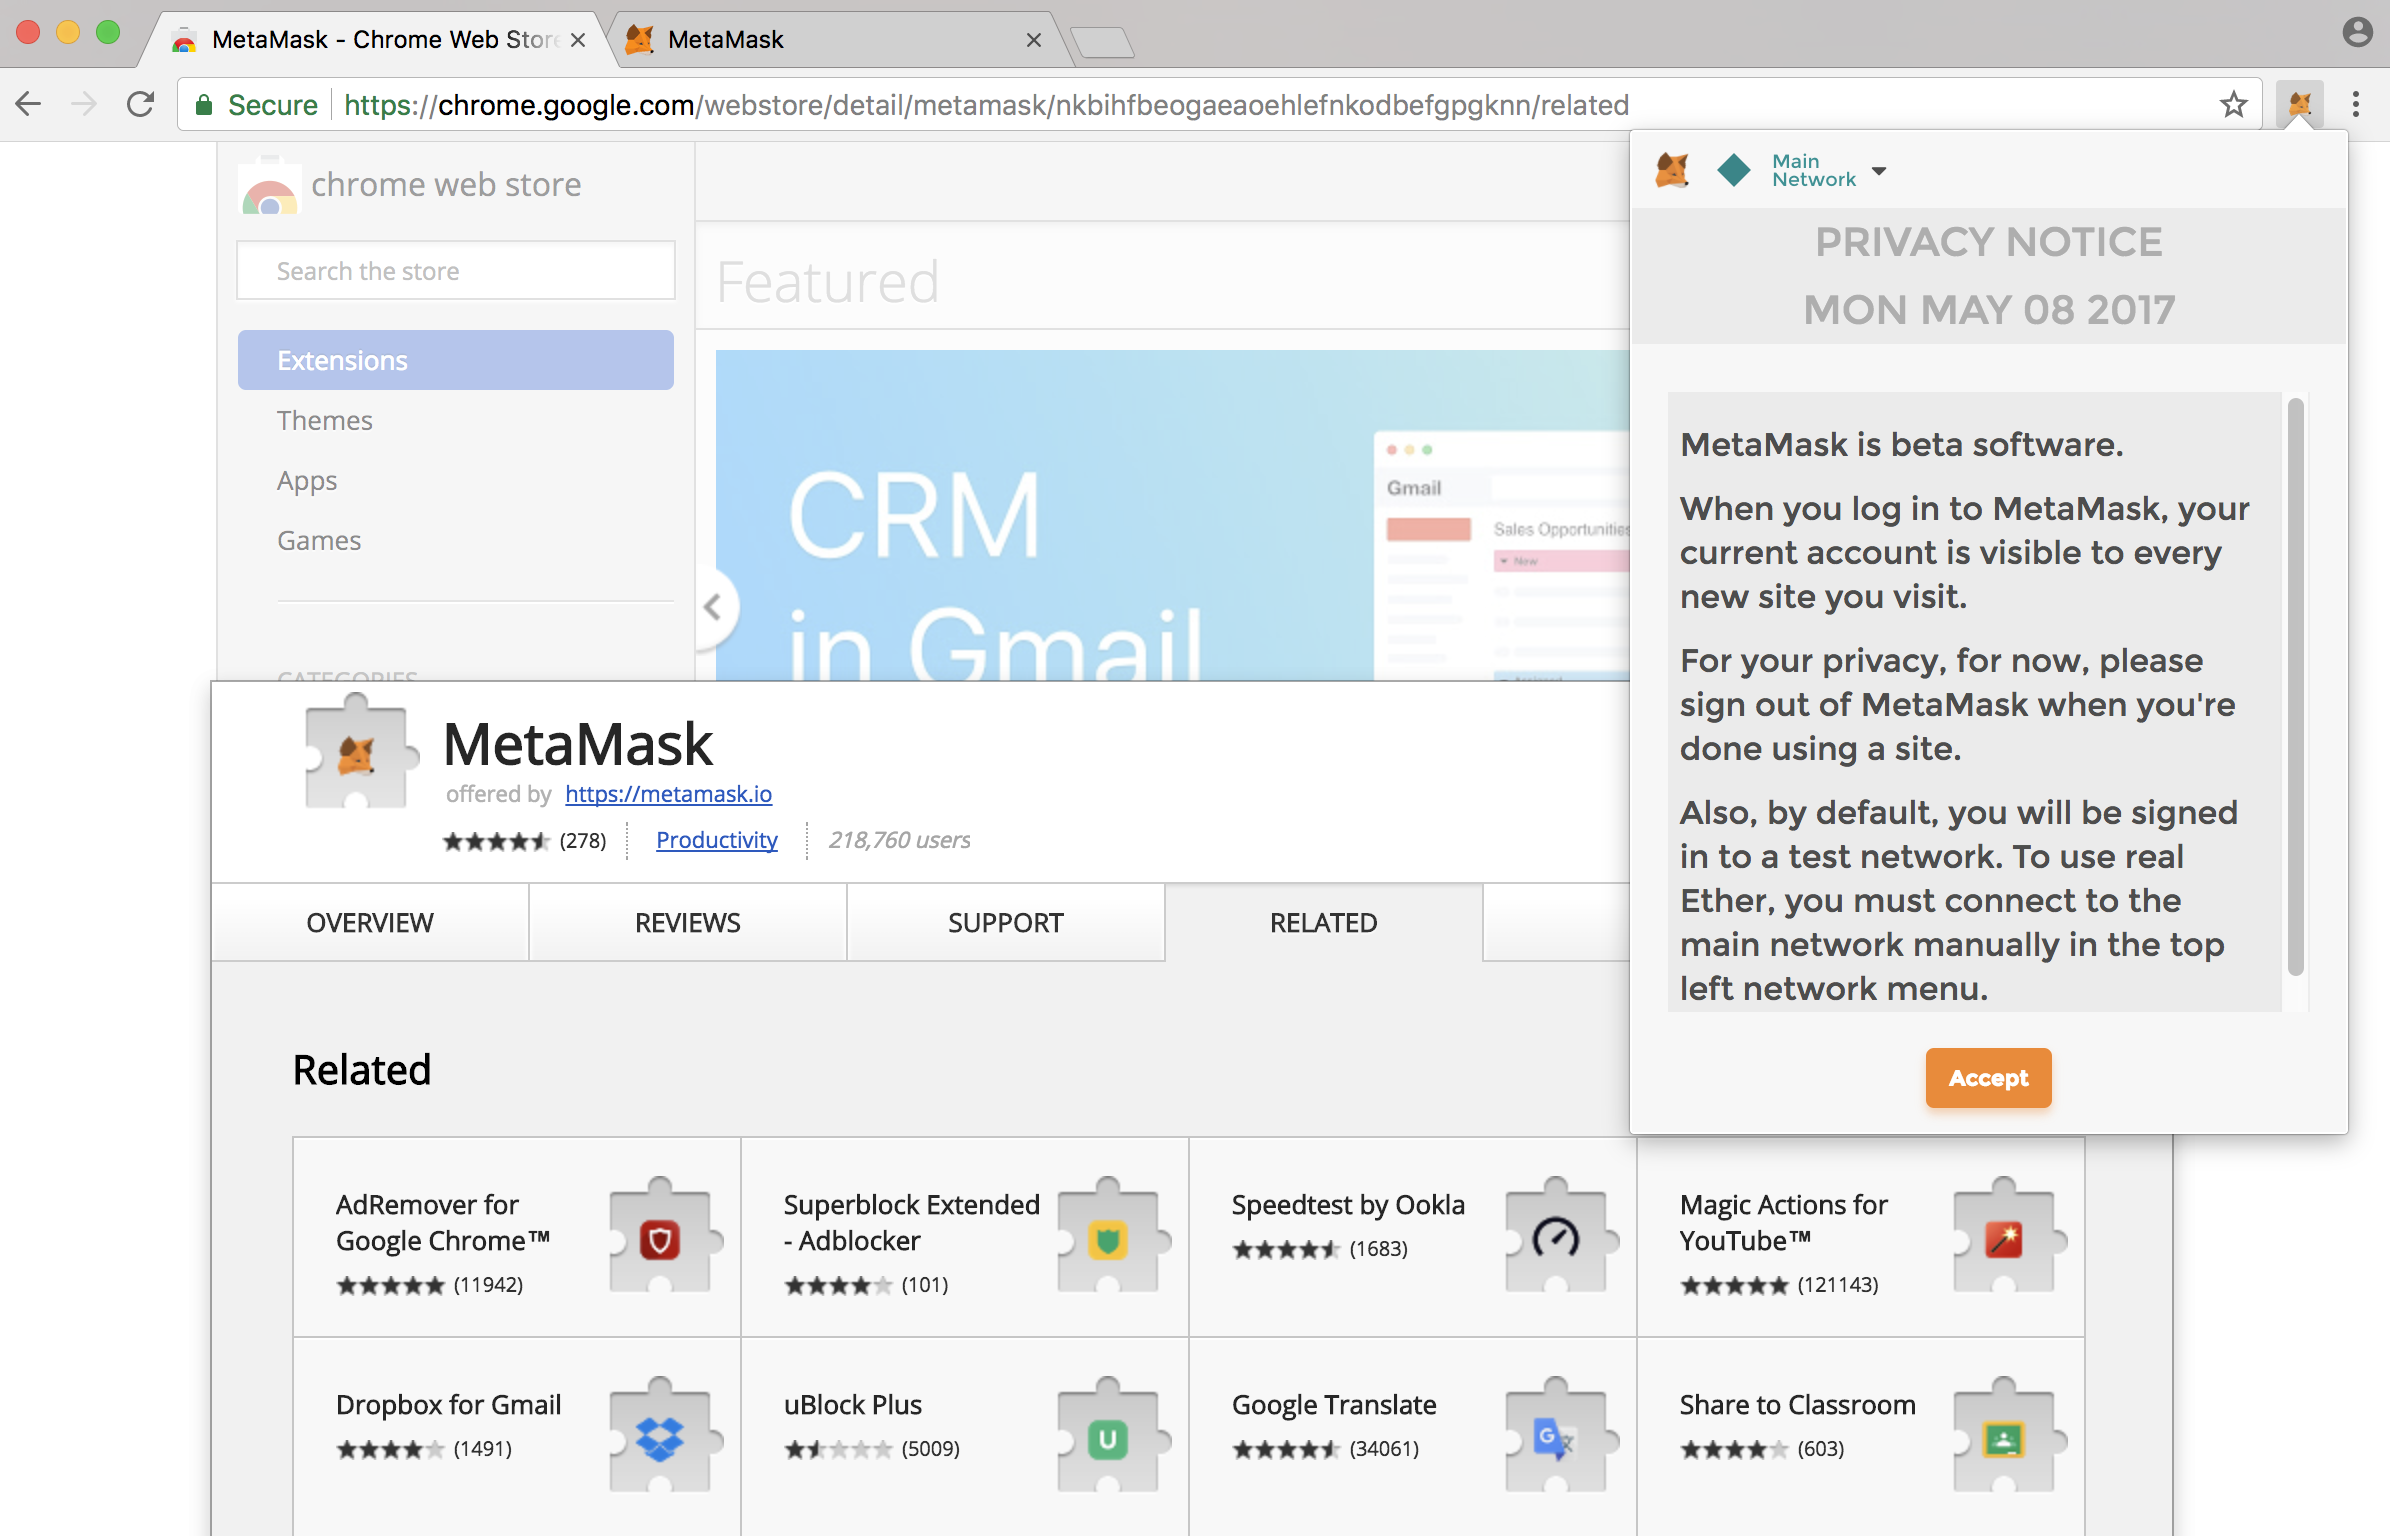 MetaMask - Chrome Web Store
MetaMask
Secure https://chrome.google.com/webstore/detail/metamask/nkbihfbeogaeaoehlefnkodbefgpgknn/related
chrome web store
Search the store
Extensions
Themes
Apps
Games
CATEGORIES
Featured
CRM
in Gmail
Gmail
Sales Opportunities
New
Main
Network
PRIVACY NOTICE
MON MAY 08 2017
MetaMask is beta software.
When you log in to MetaMask, your
current account is visible to every
new site you visit.
For your privacy, for now, please
sign out of MetaMask when you're
done using a site.
Also, by default, you will be signed
in to a test network. To use real
Ether, you must connect to the
main network manually in the top
left network menu.
Accept
MetaMask
offered by https://metamask.io
(278) Productivity 218,760 users
OVERVIEW REVIEWS SUPPORT RELATED
Related
AdRemover for
Google Chrome™
(11942)
Superblock Extended
- Adblocker
(101)
Speedtest by Ookla
(1683)
Magic Actions for
YouTube™
(121143)
Dropbox for Gmail
(1491)
uBlock Plus
(5009)
Google Translate
(34061)
Share to Classroom
(603)